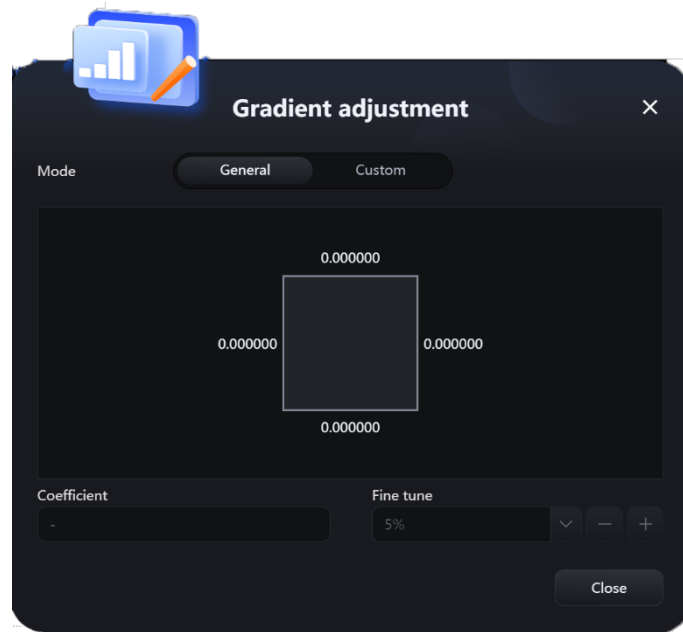 Gradient adjustment
Mode
General
Custom
0.000000
0.000000
0.000000
0.000000
Coefficient
Fine tune
-
5%
Close